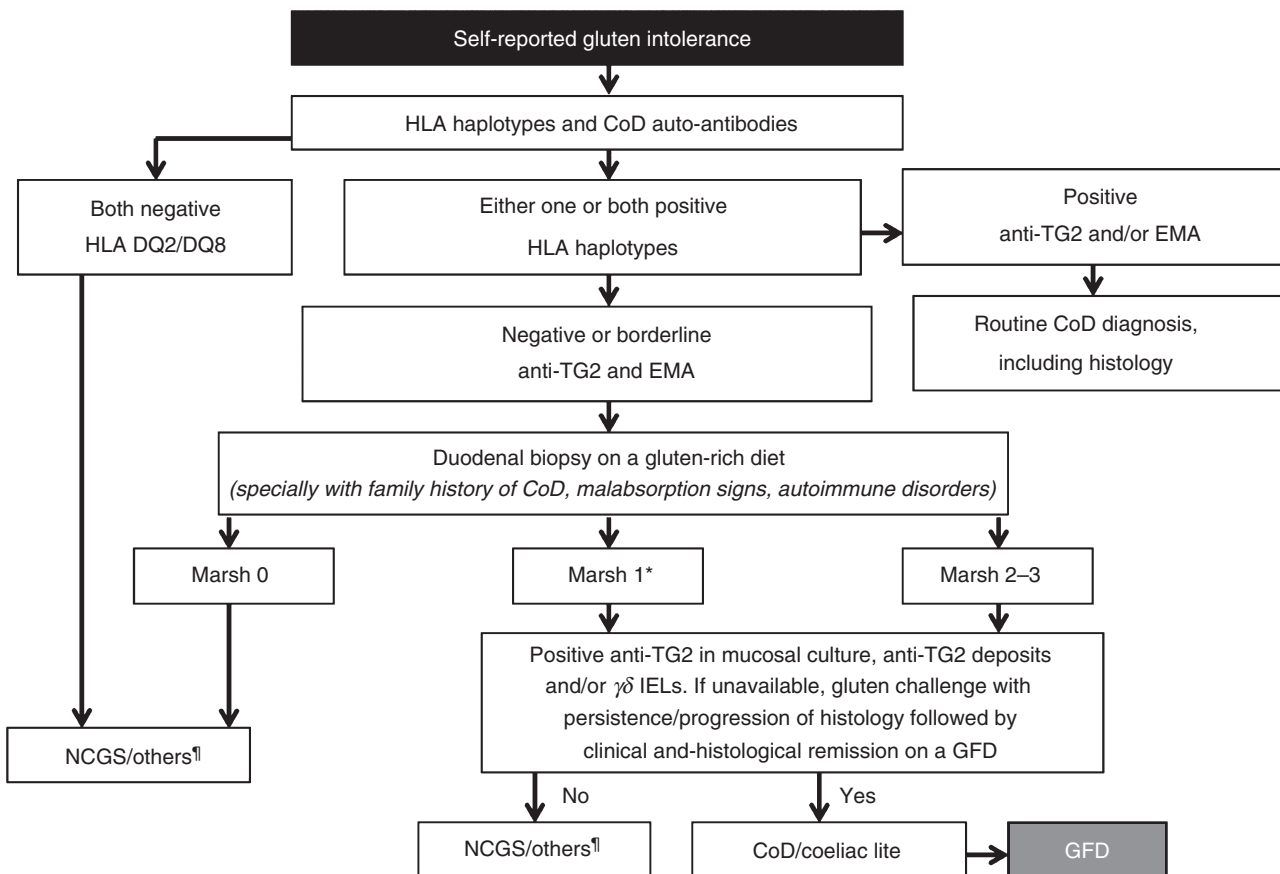 Self-reported gluten intolerance
HLA haplotypes and CoD auto-antibodies
Both negative
HLA DQ2/DQ8
Either one or both positive
HLA haplotypes
Positive
anti-TG2 and/or EMA
Routine CoD diagnosis,
including histology
Negative or borderline
anti-TG2 and EMA
Duodenal biopsy on a gluten-rich diet
(specially with family history of CoD, malabsorption signs, autoimmune disorders)
Marsh 0
Marsh 1*
Marsh 2–3
Positive anti-TG2 in mucosal culture, anti-TG2 deposits
and/or γδ IELs. If unavailable, gluten challenge with
persistence/progression of histology followed by
clinical and-histological remission on a GFD
NCGS/others¶
No
Yes
NCGS/others¶
CoD/coeliac lite
GFD